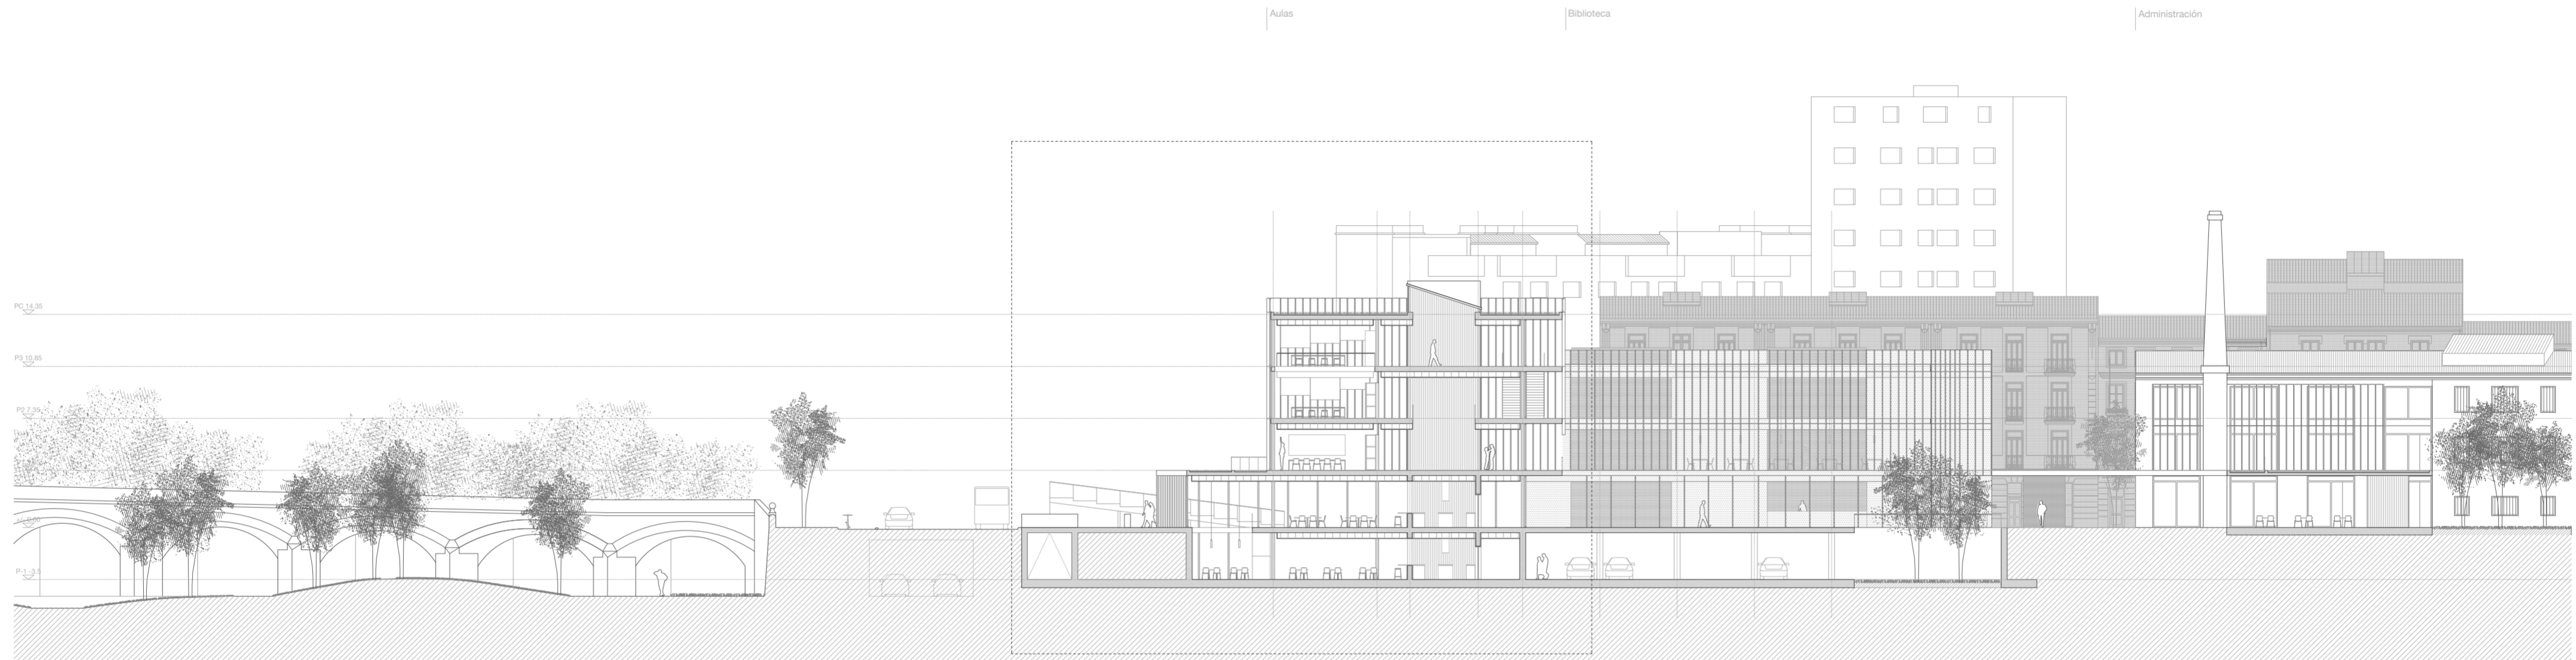 Aulas
Biblioteca
Administración
PC 14,35
P3 10,85
P2 7,35
P-1 -3,5